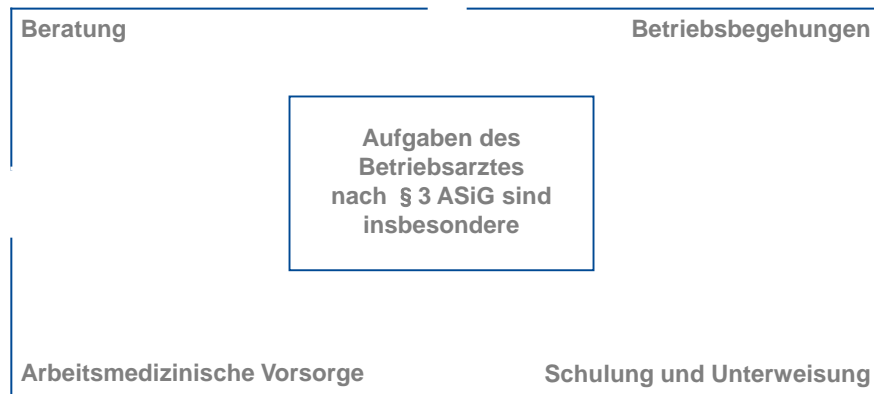 Beratung
Betriebsbegehungen
Aufgaben des
Betriebsarztes
nach § 3 ASiG sind
insbesondere
Arbeitsmedizinische Vorsorge
Schulung und Unterweisung